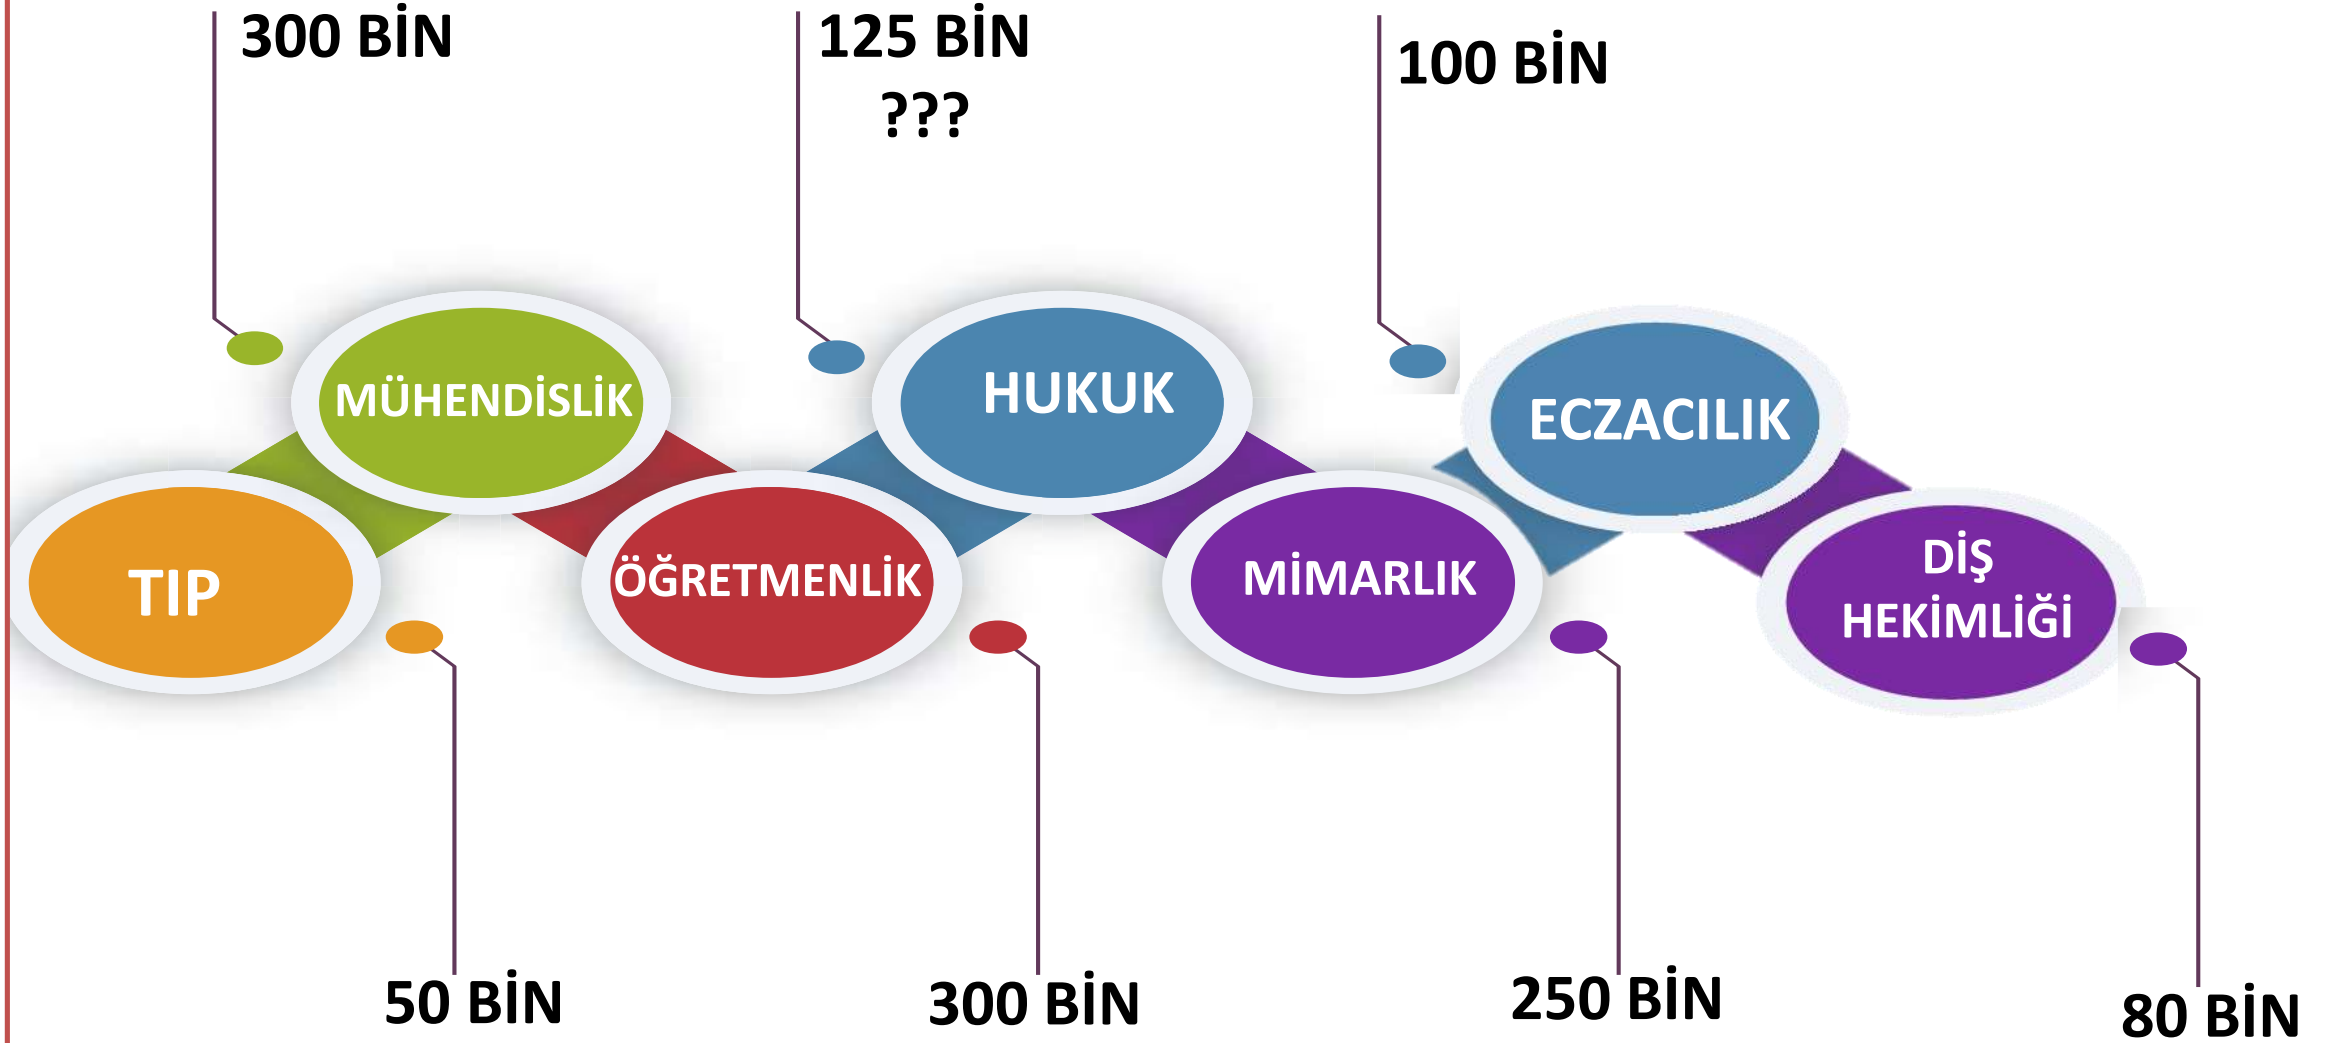 300 BİN
125 BİN
???
100 BİN
MÜHENDİSLİK
HUKUK
ECZACILIK
TIP
ÖĞRETMENLİK
MİMARLIK
DİŞ
HEKİMLİĞİ
50 BİN
300 BİN
250 BİN
80 BİN